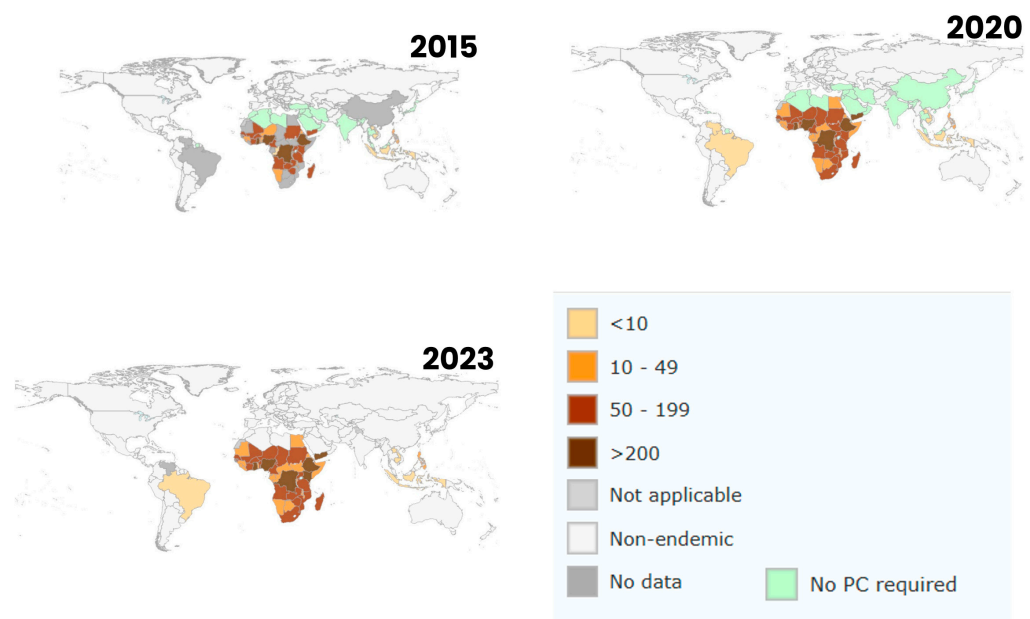 2015
2020
2023
<10
10 - 49
50 - 199
>200
Not applicable
Non-endemic
No data
No PC required